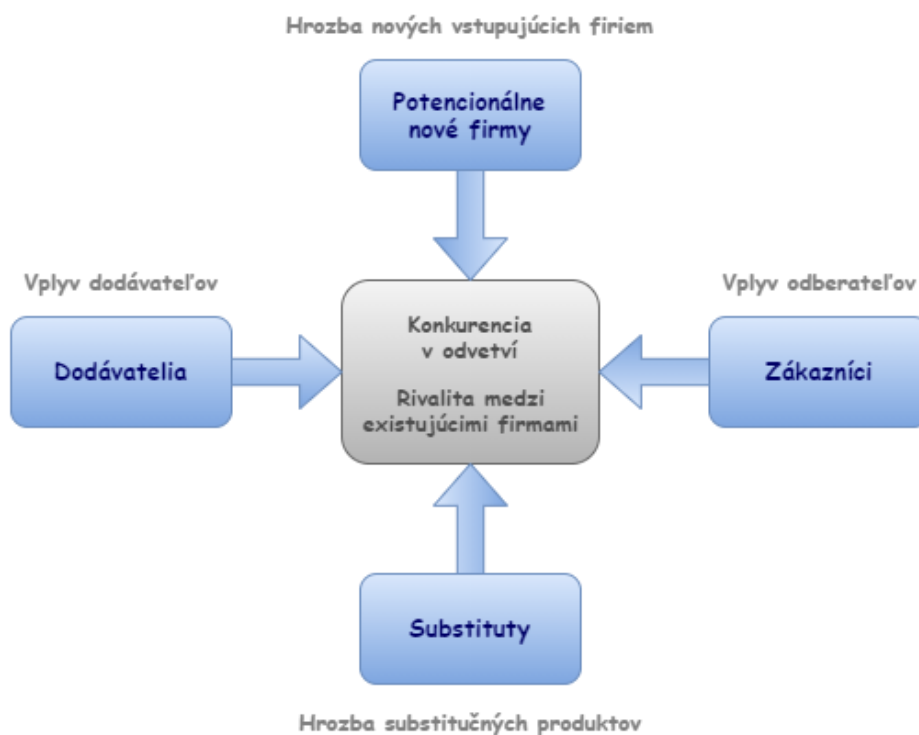 Hrozba nových vstupujúcich firiem
Potencionálne
nové firmy
Vplyv dodávateľov
Vplyv odberateľov
Dodávatelia
Konkurencia
v odvetví
Rivalita medzi
existujúcimi firmami
Zákazníci
Substituty
Hrozba substitučných produktov